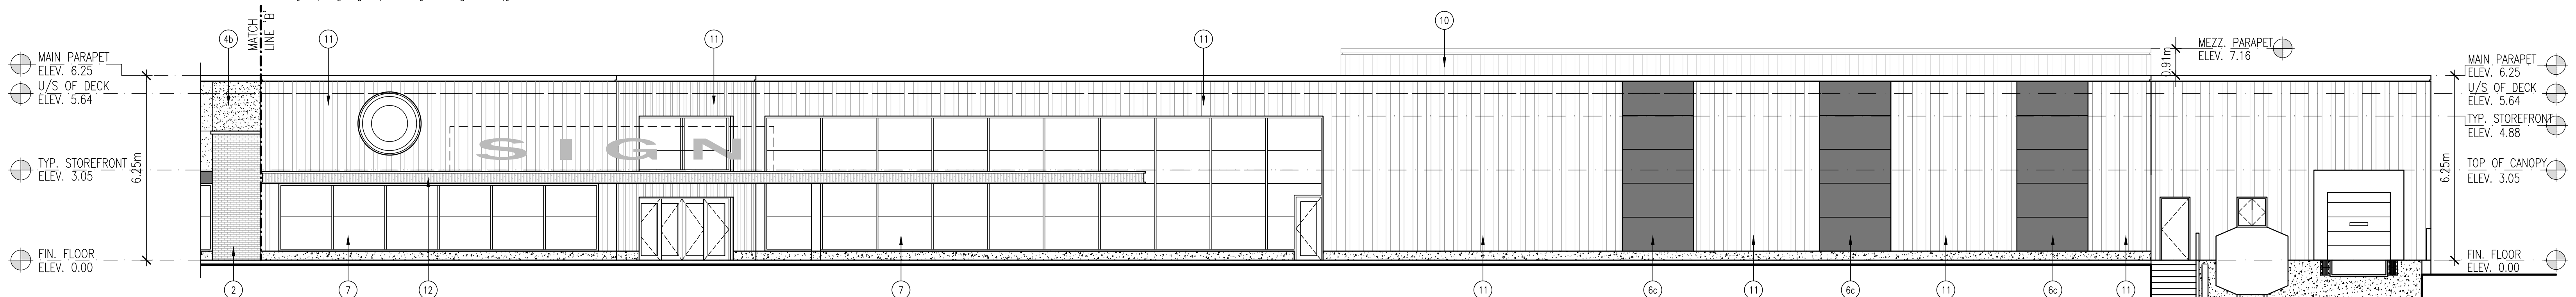 4b
MATCH
LINE "B"
11
11
11
10
MAIN PARAPET
ELEV. 6.25
U/S OF DECK
ELEV. 5.64
TYP. STOREFRONT
ELEV. 3.05
6.25m
FIN. FLOOR
ELEV. 0.00
SIGN
MEZZ. PARAPET
ELEV. 7.16
0.91m
MAIN PARAPET
ELEV. 6.25
U/S OF DECK
ELEV. 5.64
TYP. STOREFRONT
ELEV. 4.88
TOP OF CANOPY
ELEV. 3.05
6.25m
FIN. FLOOR
ELEV. 0.00
2
7
12
7
11
6c
11
6c
11
6c
11